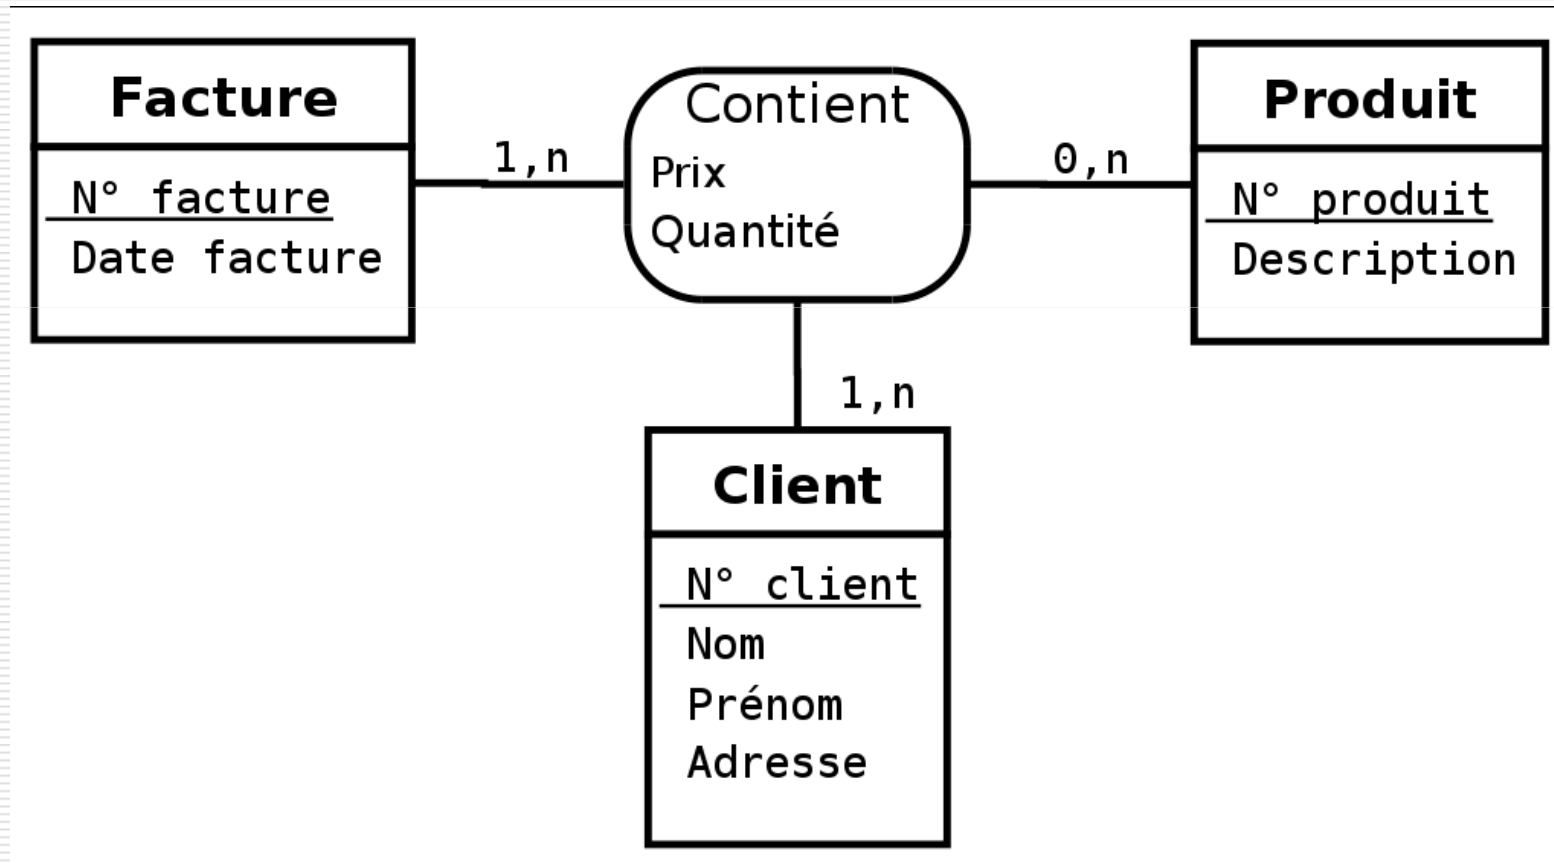 Facture
N° facture
Date facture
1,n
Contient
Prix
Quantité
0,n
Produit
N° produit
Description
1,n
Client
N° client
Nom
Prénom
Adresse